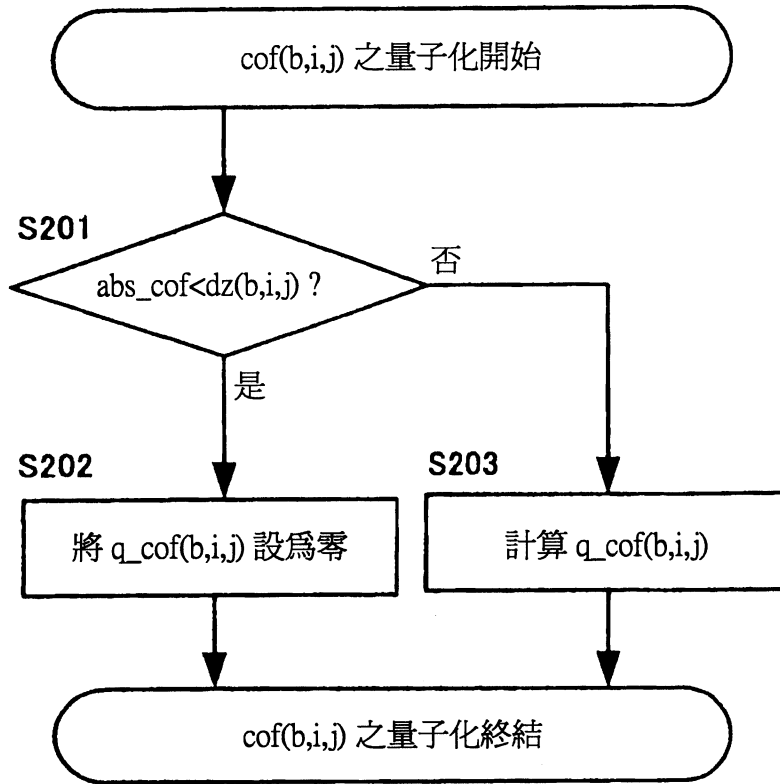 cof(b,i,j) 之量子化開始
S201
abs_cof<dz(b,i,j) ?
否
是
S202
S203
將 q_cof(b,i,j) 設爲零
計算 q_cof(b,i,j)
cof(b,i,j) 之量子化終結